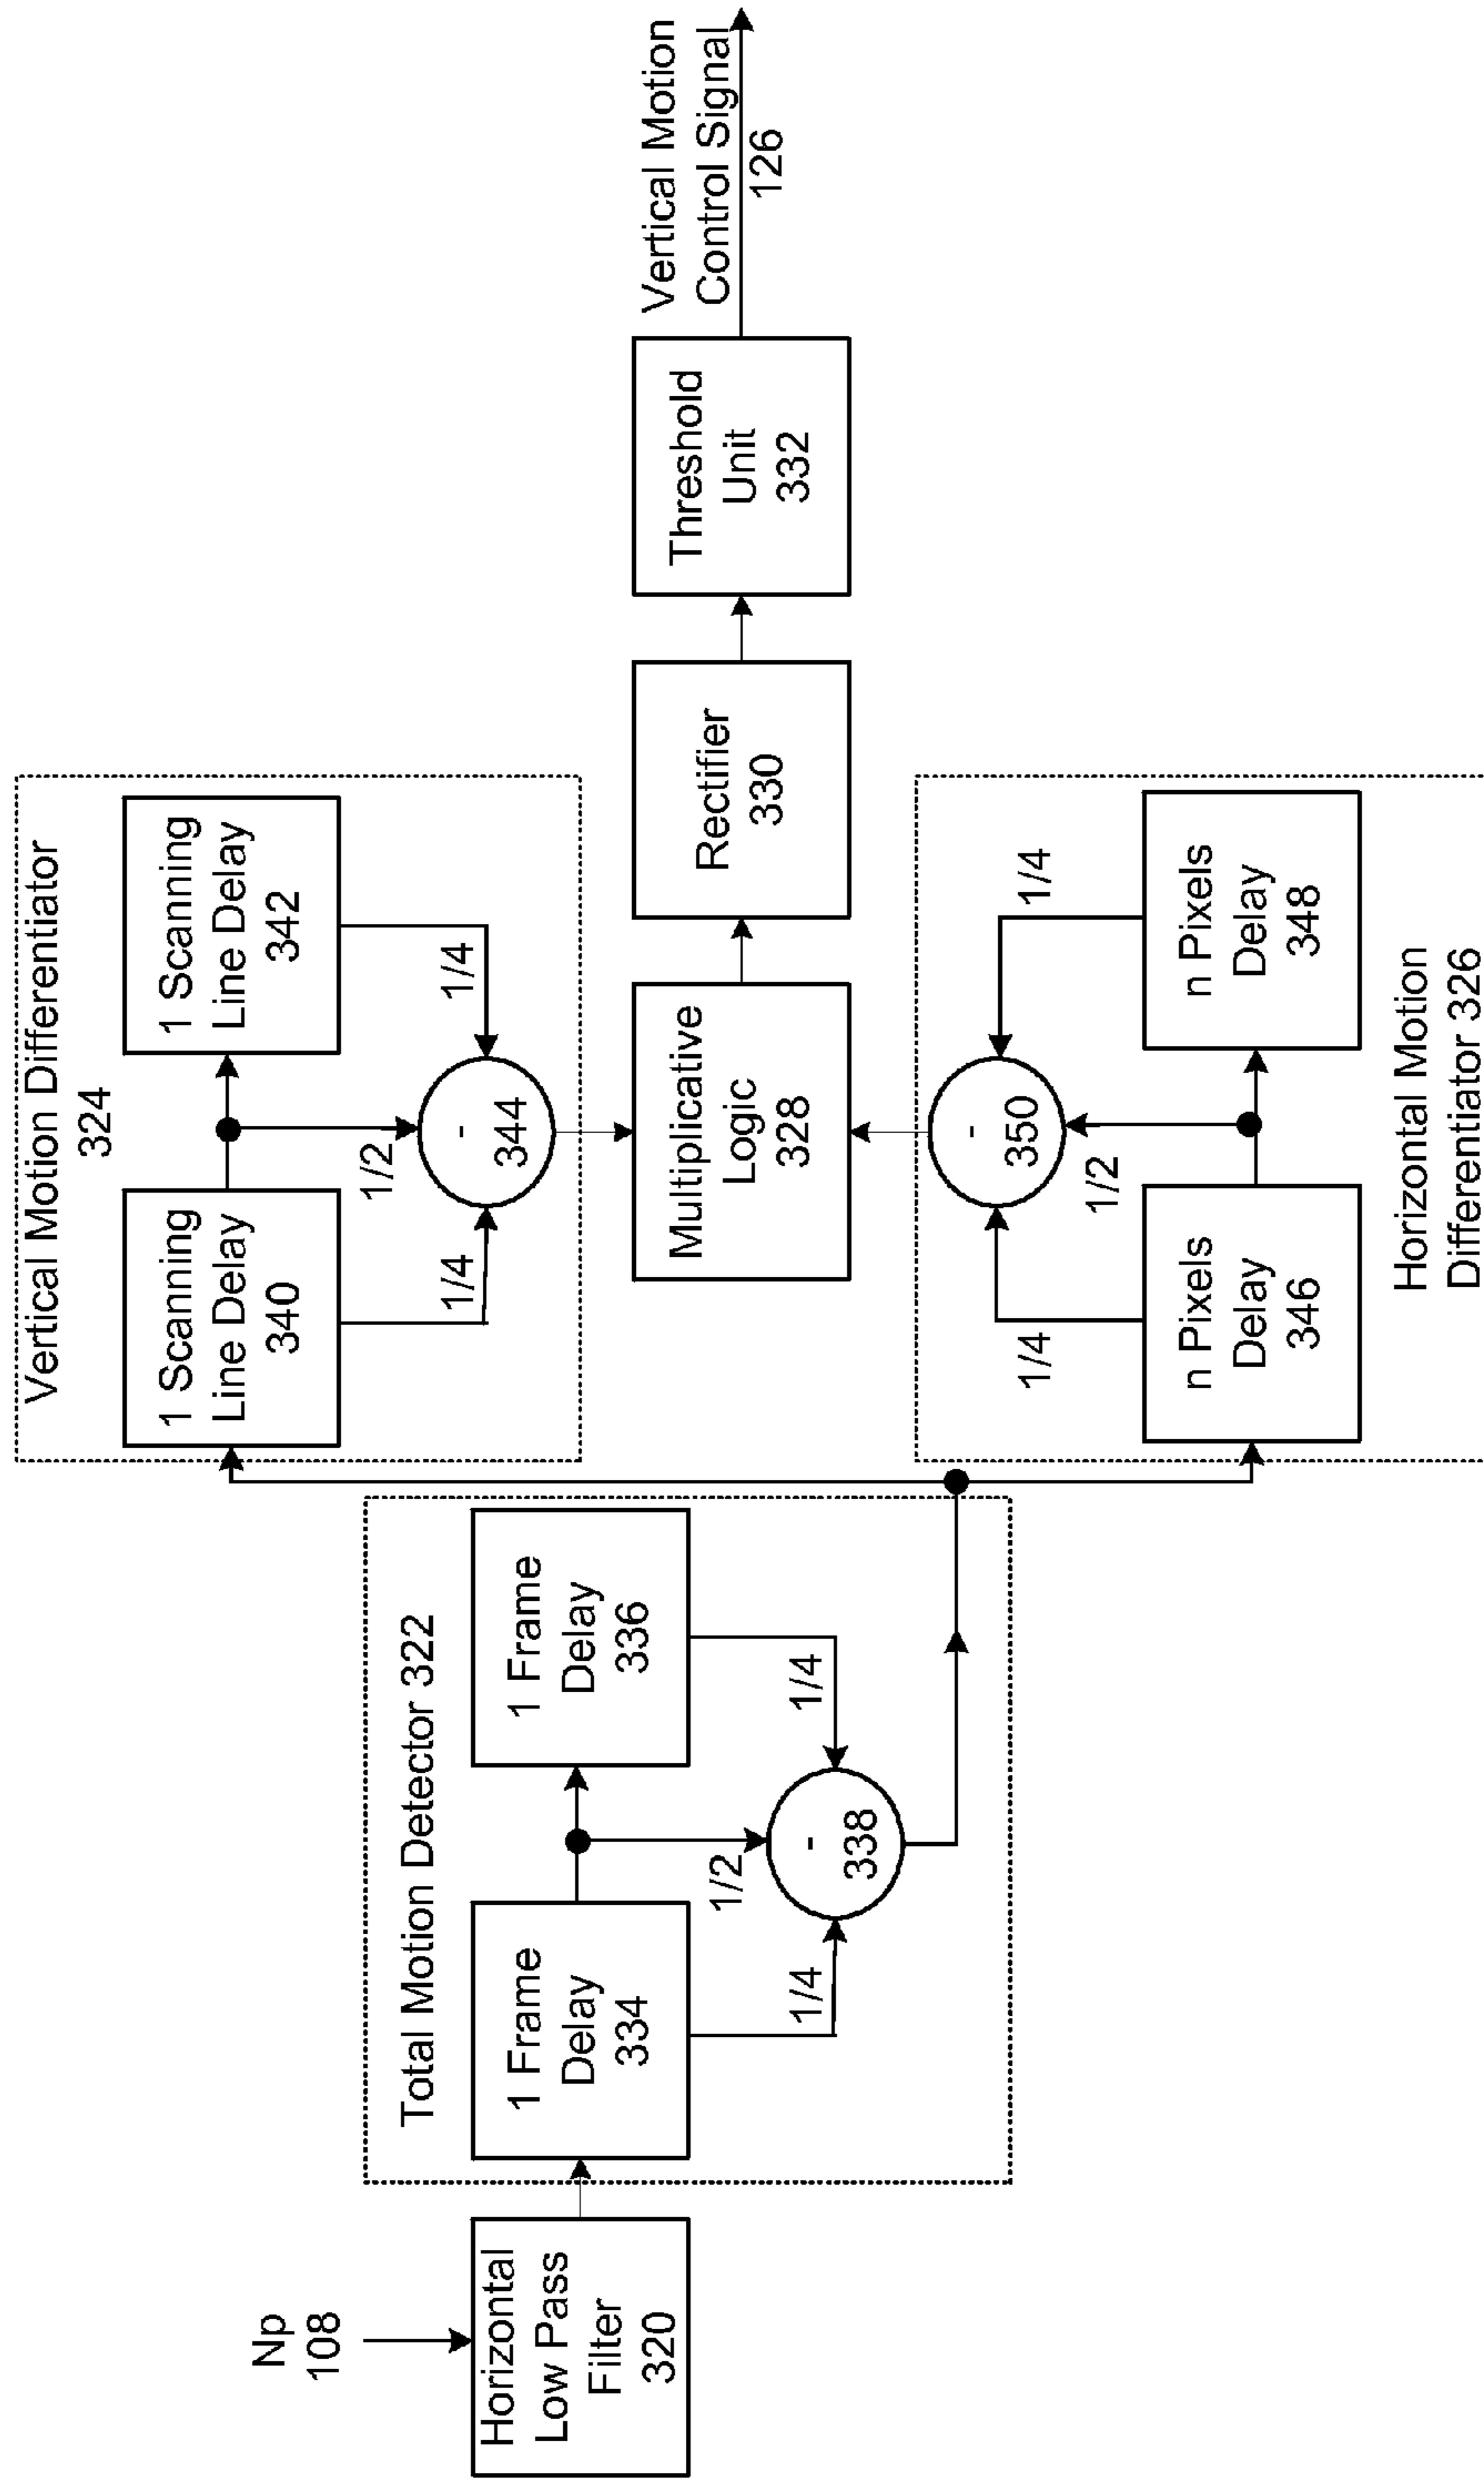 Np
108
Horizontal
Low Pass
Filter
320
Total Motion Detector 322
1 Frame
Delay
334
1 Frame
Delay
336
1/2
1/4
1/4
-
338
Vertical Motion Differentiator
324
1 Scanning
Line Delay
340
1 Scanning
Line Delay
342
1/2
1/4
1/4
-
344
Multiplicative
Logic
328
Rectifier
330
Threshold
Unit
332
Vertical Motion
Control Signal
126
-
350
1/4
1/2
1/4
n Pixels
Delay
346
n Pixels
Delay
348
Horizontal Motion
Differentiator 326